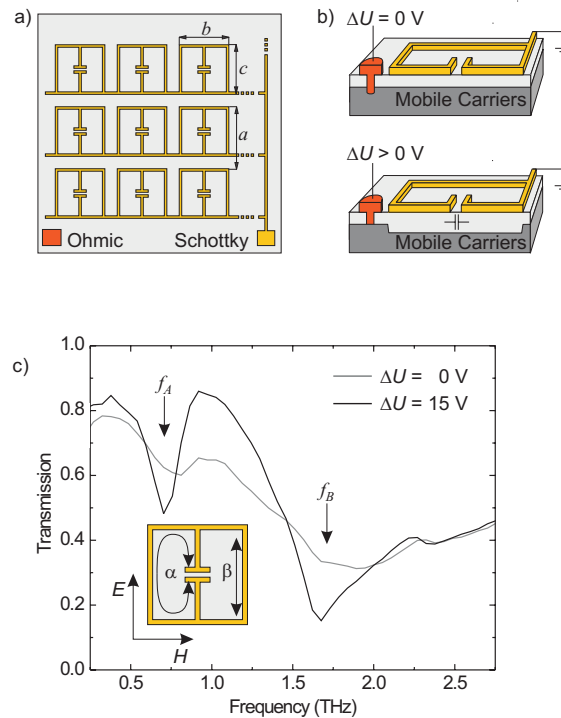 a)
b
c
a
Ohmic
Schottky
b)
ΔU = 0 V
Mobile Carriers
ΔU > 0 V
Mobile Carriers
c)
ΔU = 0 V
ΔU = 15 V
f_A
f_B
α
β
E
H
Transmission
1.0
0.8
0.6
0.4
0.2
0.0
0.5
1.0
1.5
2.0
2.5
Frequency (THz)